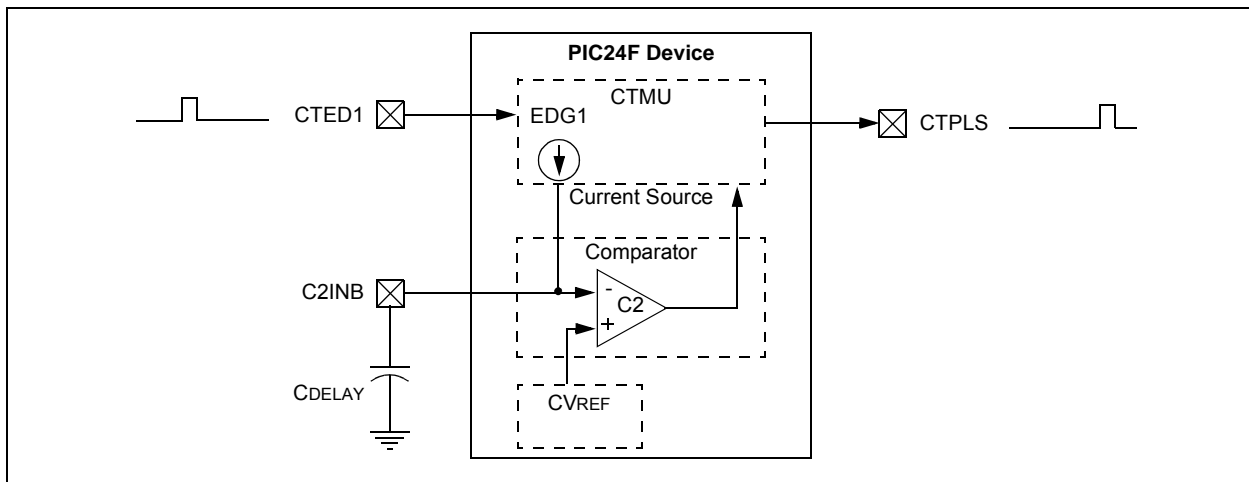 PIC24F Device
CTMU
CTED1
EDG1
CTPLS
Current Source
Comparator
C2INB
-
C2
+
CDELAY
CVREF